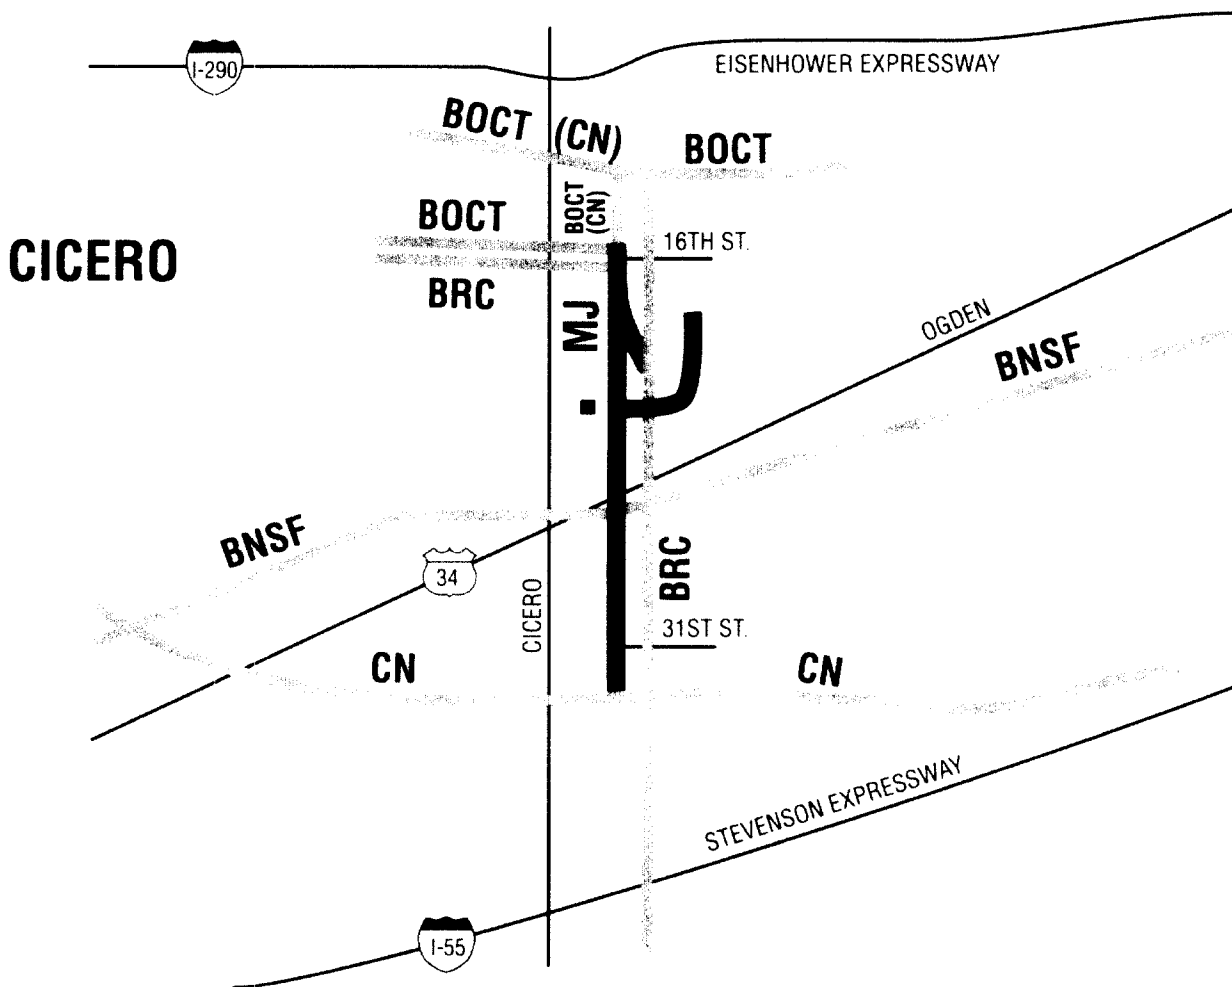 I-290
EISENHOWER EXPRESSWAY
BOCT (CN)
BOCT
BOCT
(CN)
BOCT
16TH ST.
CICERO
BRC
MJ
OGDEN
BNSF
BNSF
34
BRC
CICERO
31ST ST.
CN
CN
STEVENSON EXPRESSWAY
I-55